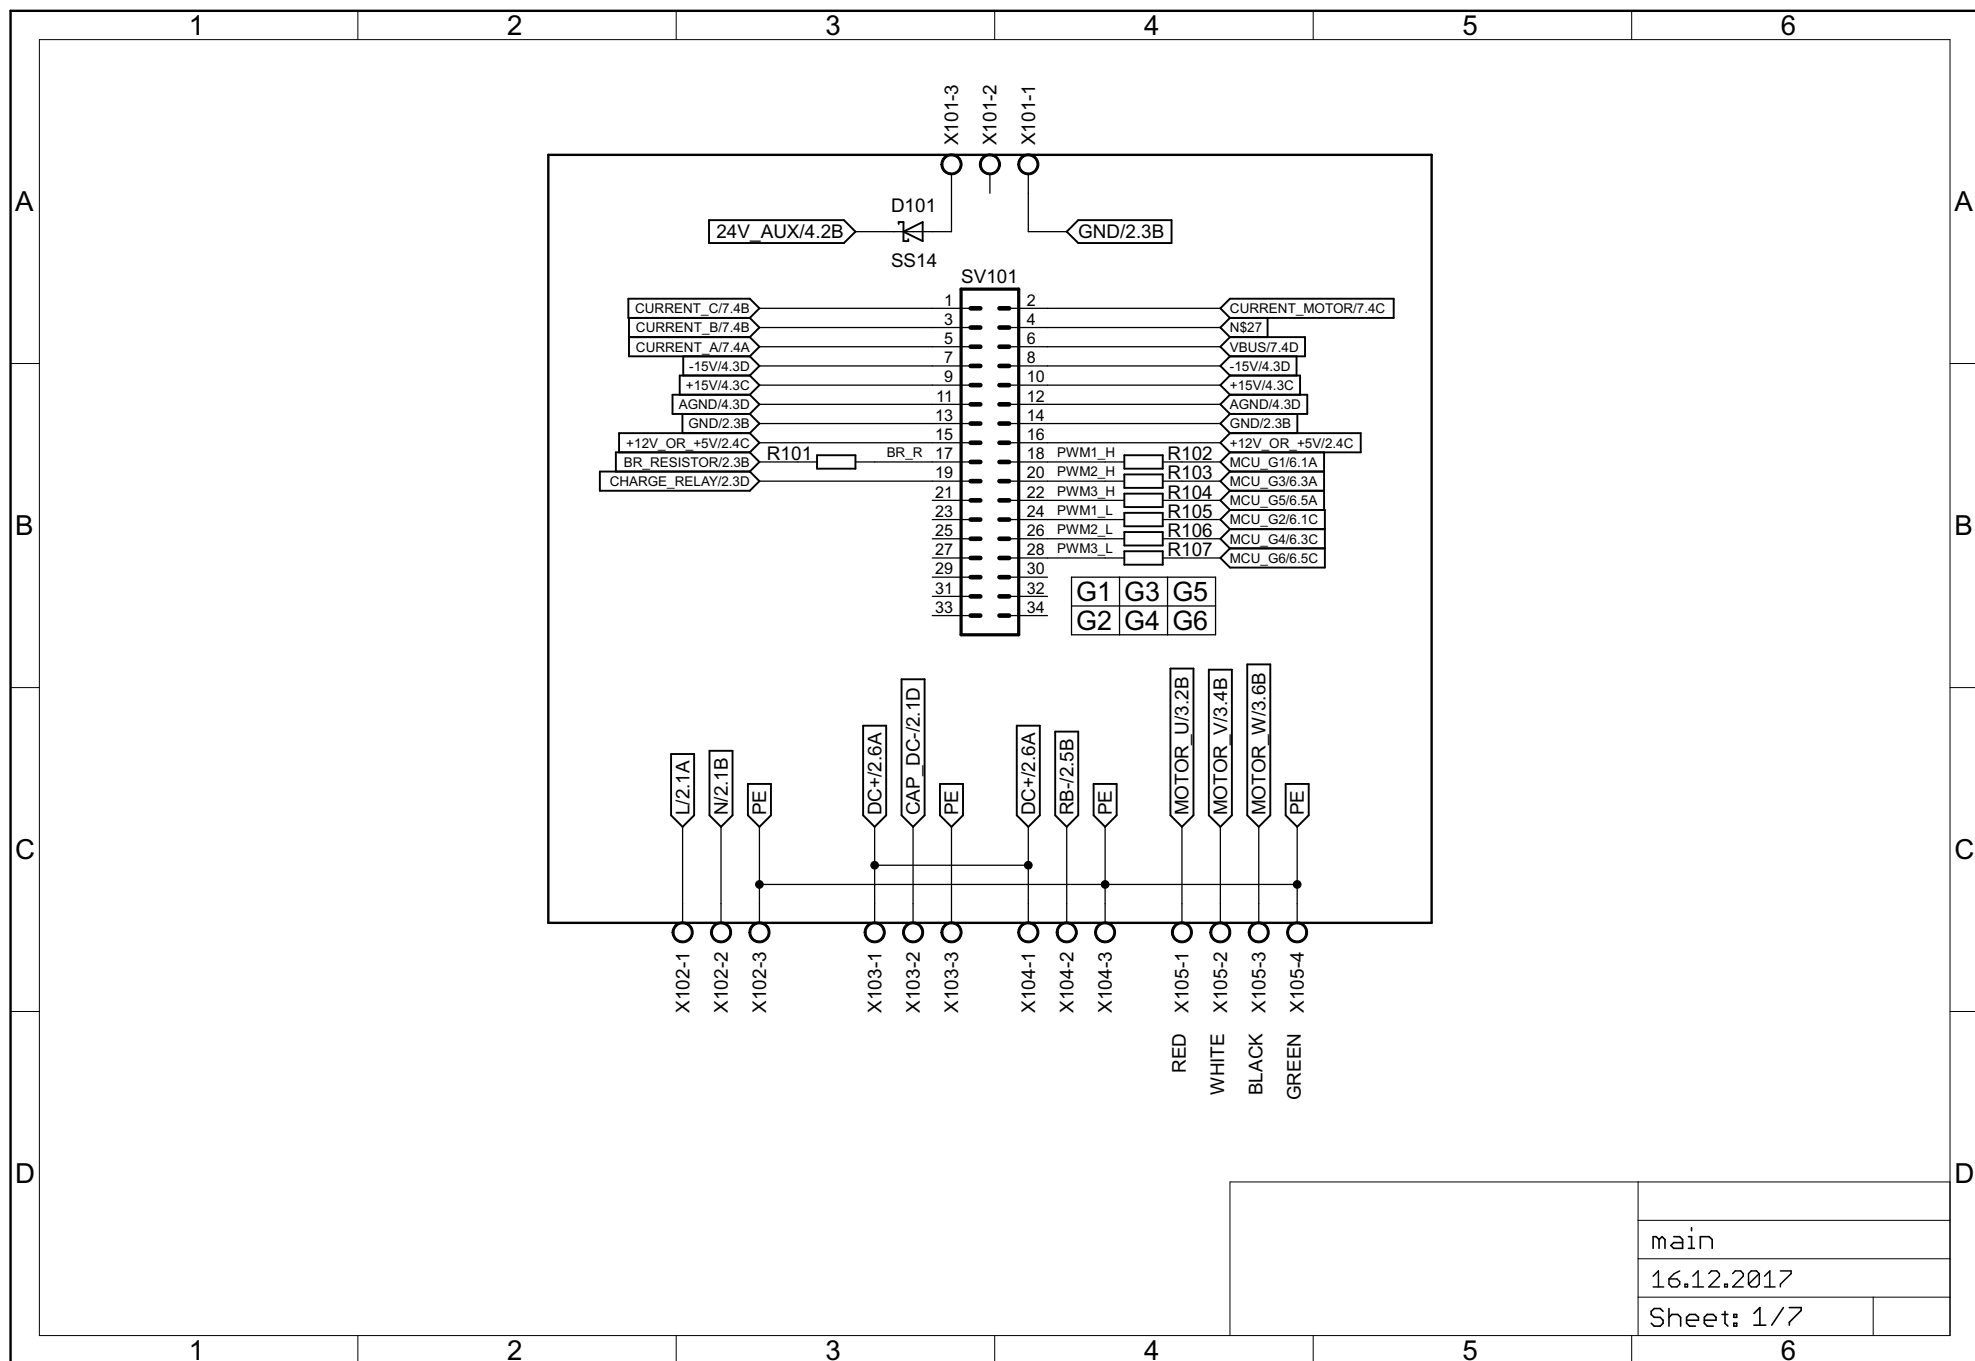 1 2 3 4 5 6
X101-3 X101-2 X101-1
A A
D101
24V_AUX/4.2B GND/2.3B
SS14
SV101
CURRENT_C/7.4B 1 2 CURRENT_MOTOR/7.4C
CURRENT_B/7.4B 3 4 N$27
CURRENT_A/7.4A 5 6 VBUS/7.4D
-15V/4.3D 7 8 -15V/4.3D
+15V/4.3C 9 10 +15V/4.3C
AGND/4.3D 11 12 AGND/4.3D
GND/2.3B 13 14 GND/2.3B
+12V_OR_+5V/2.4C 15 16 +12V_OR_+5V/2.4C
BR_RESISTOR/2.3B R101 BR_R 17 18 PWM1_H R102 MCU_G1/6.1A
CHARGE_RELAY/2.3D 19 20 PWM2_H R103 MCU_G3/6.3A
21 22 PWM3_H R104 MCU_G5/6.5A
23 24 PWM1_L R105 MCU_G2/6.1C
B B
25 26 PWM2_L R106 MCU_G4/6.3C
27 28 PWM3_L R107 MCU_G6/6.5C
29 30
31 32
33 34
G1 G3 G5
G2 G4 G6
L/2.1A N/2.1B PE DC+/2.6A CAP_DC-/2.1D PE DC+/2.6A RB-/2.5B PE MOTOR_U/3.2B MOTOR_V/3.4B MOTOR_W/3.6B PE
C C
X102-1 X102-2 X102-3 X103-1 X103-2 X103-3 X104-1 X104-2 X104-3 X105-1 X105-2 X105-3 X105-4
RED WHITE BLACK GREEN
D D
main
16.12.2017
Sheet: 1/7
1 2 3 4 5 6